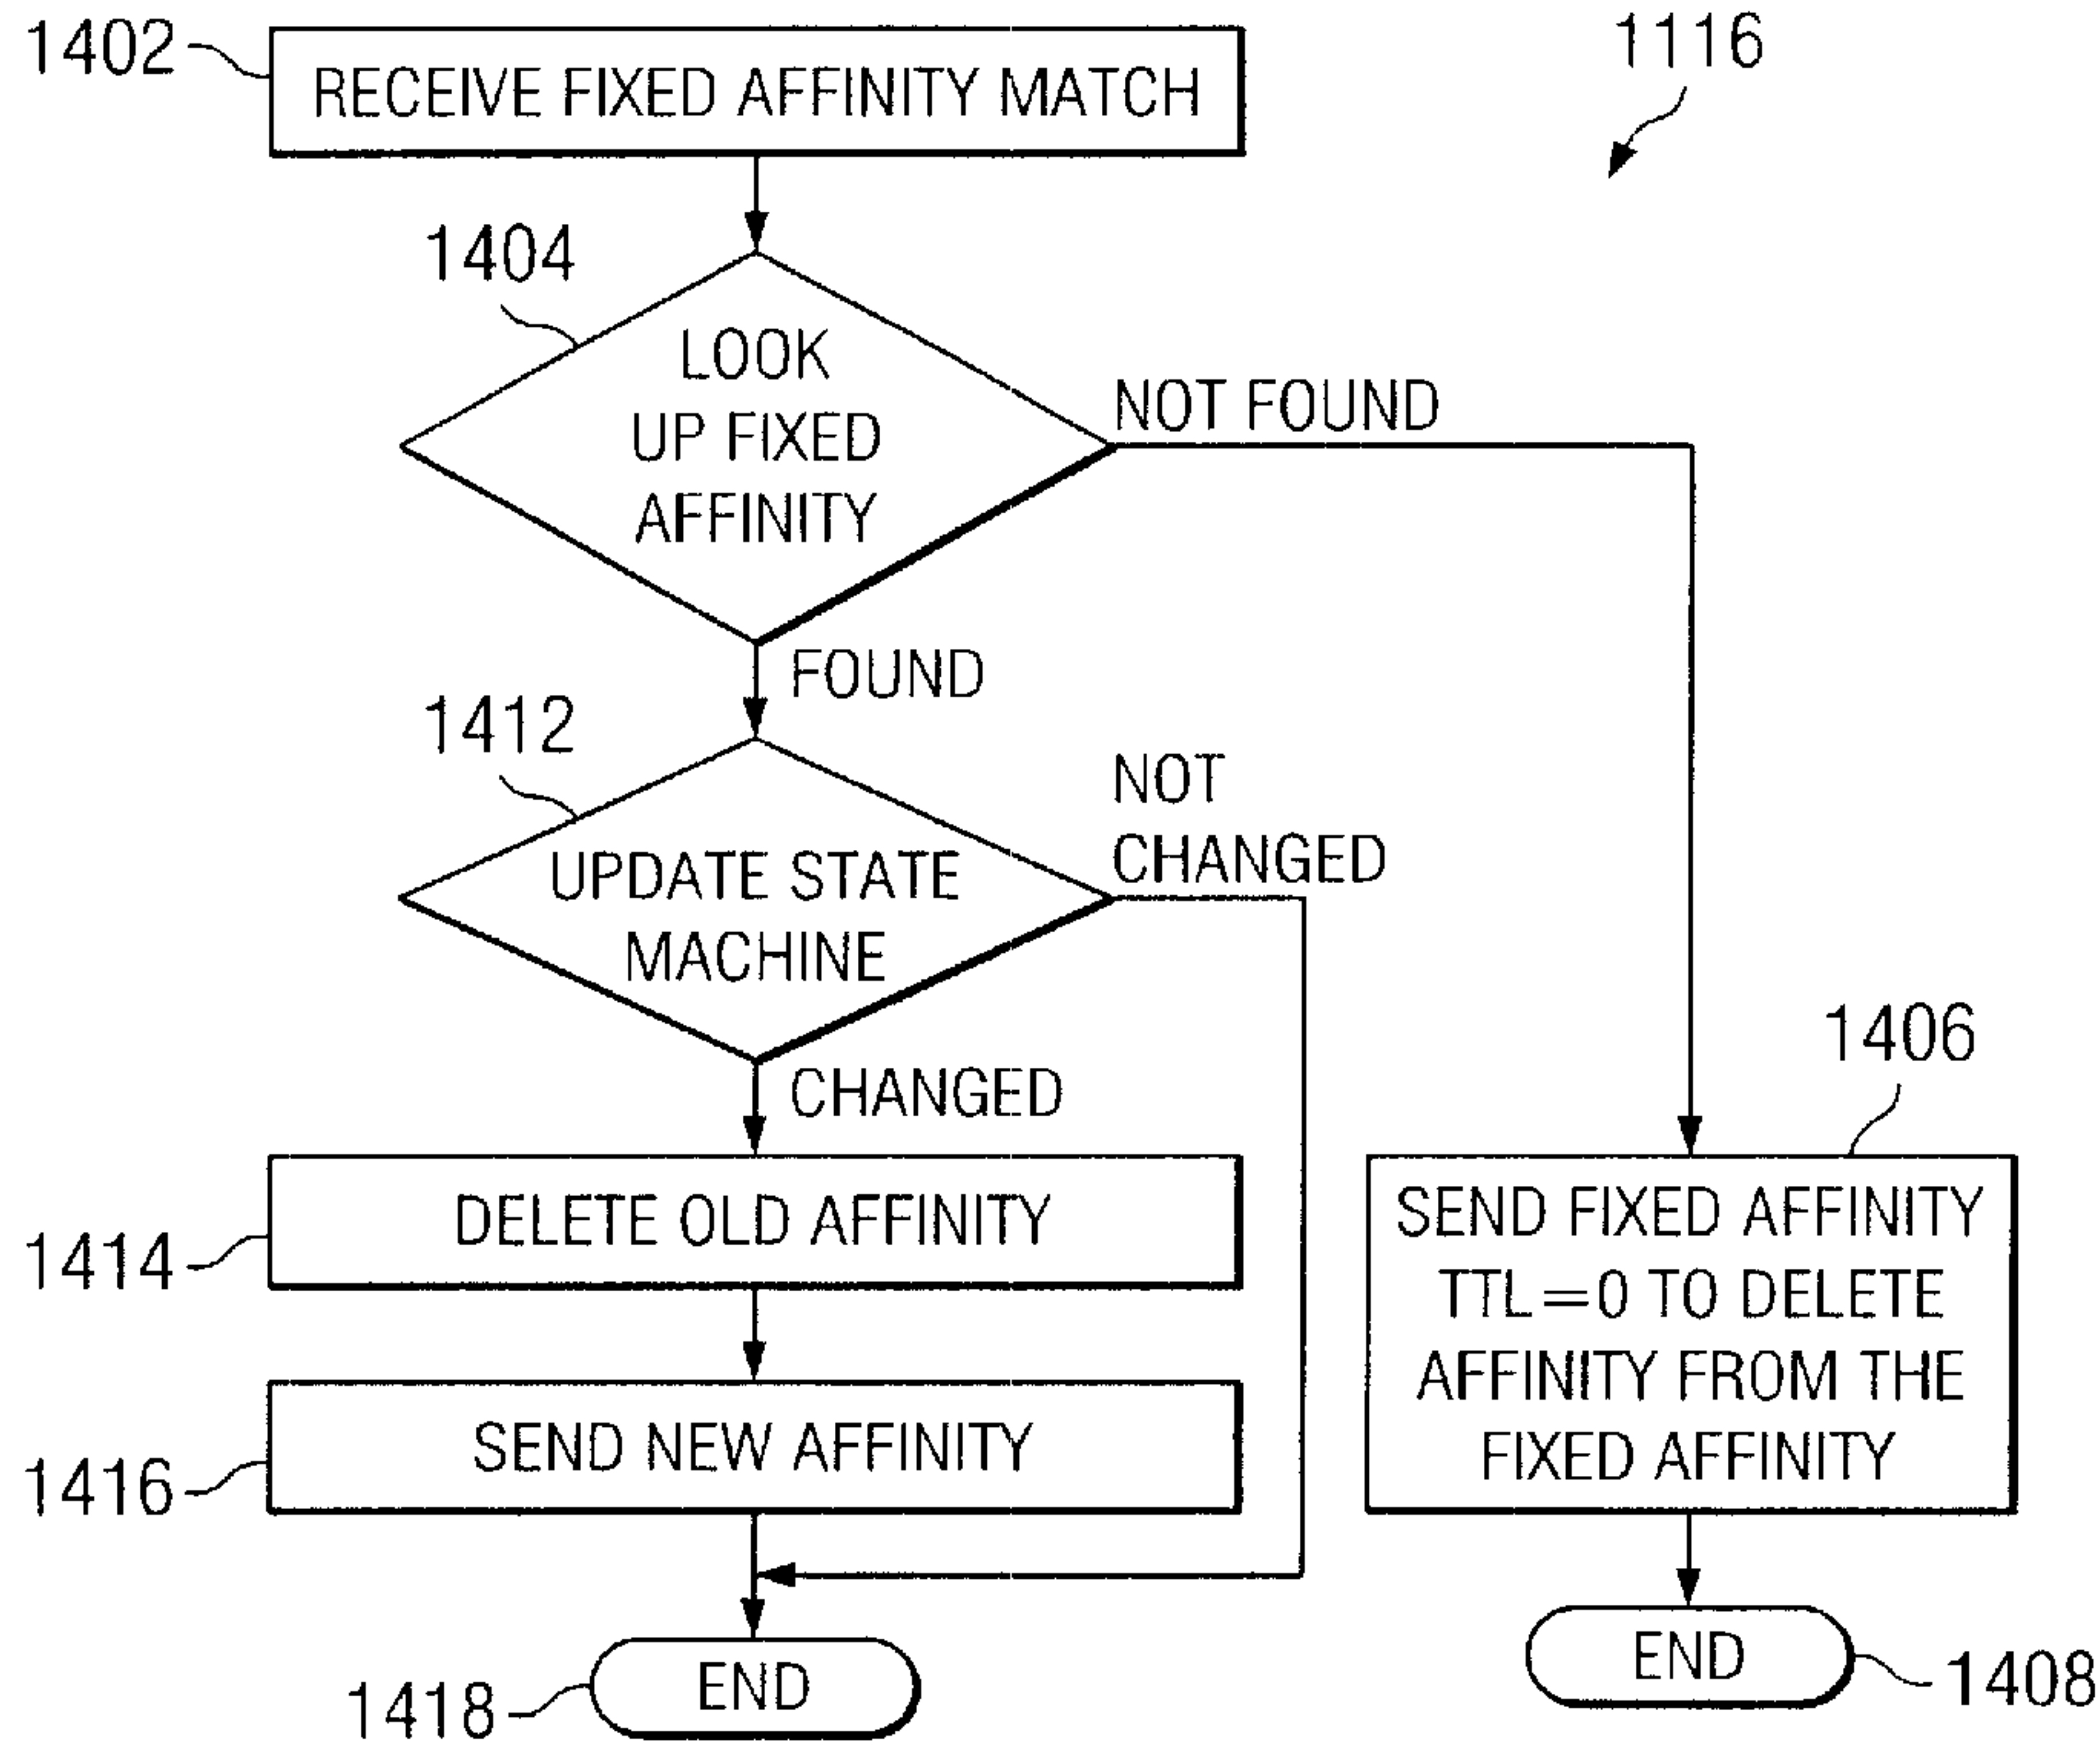 1402
RECEIVE FIXED AFFINITY MATCH
1116
1404
LOOK
UP FIXED
AFFINITY
NOT FOUND
FOUND
1412
UPDATE STATE
MACHINE
NOT
CHANGED
CHANGED
1406
1414
DELETE OLD AFFINITY
SEND FIXED AFFINITY
TTL=0 TO DELETE
AFFINITY FROM THE
FIXED AFFINITY
1416
SEND NEW AFFINITY
1418
END
END
1408